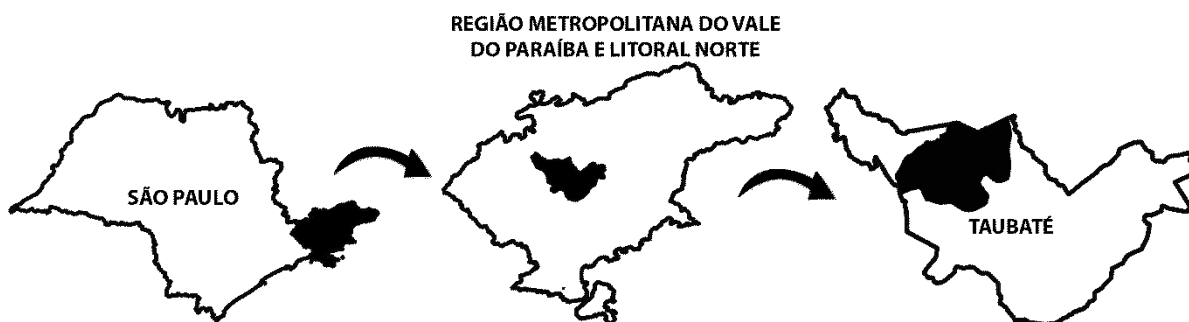 REGIÃO METROPOLITANA DO VALE
DO PARAÍBA E LITORAL NORTE
SÃO PAULO
TAUBATÉ